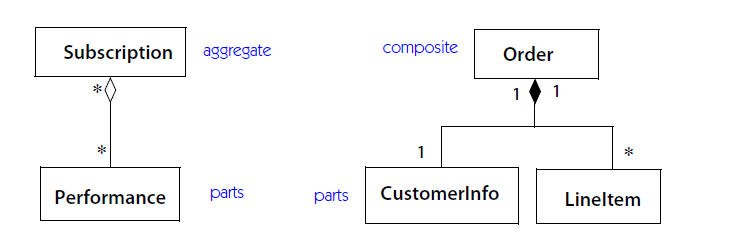 Subscription
aggregate
composite
Order
*
1
1
*
1
*
Performance
parts
parts
CustomerInfo
LineItem